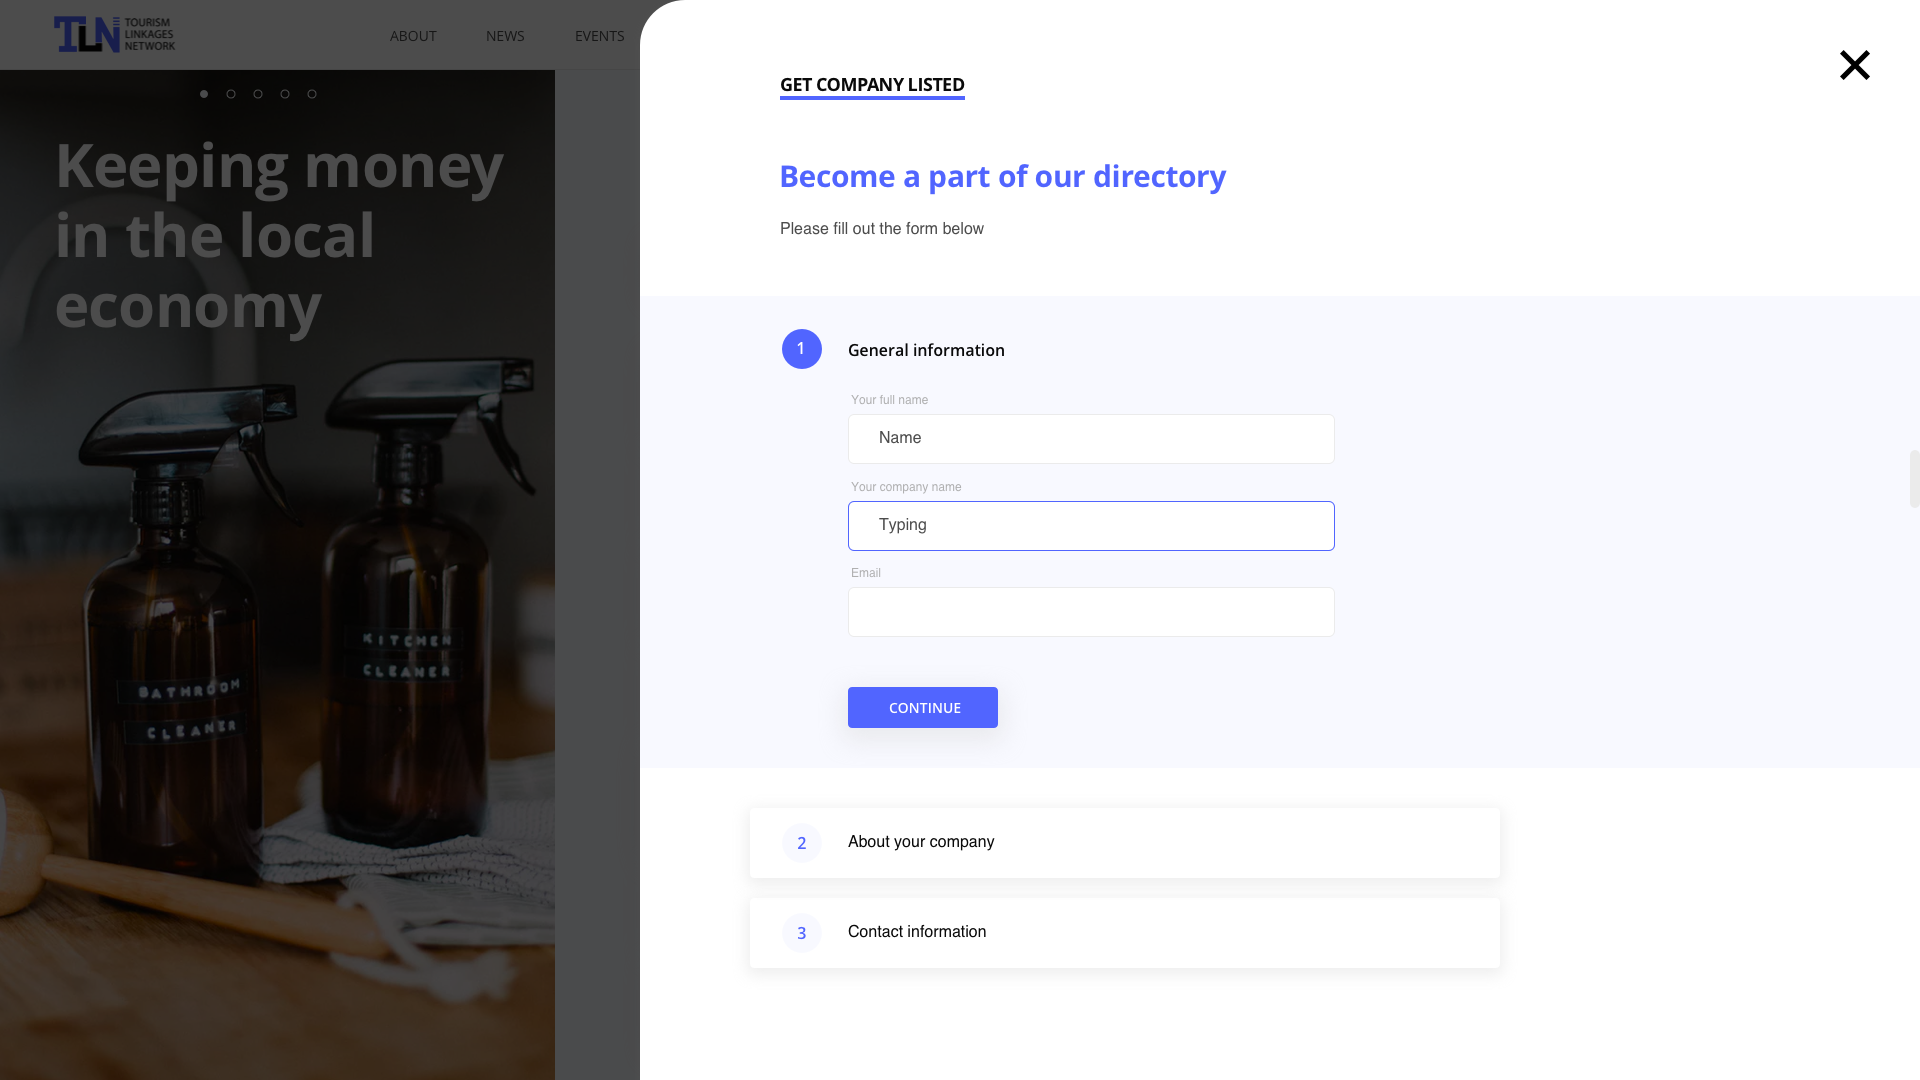 TLN
TOURISM
LINKAGES
NETWORK
ABOUT
NEWS
EVENTS
Keeping money
in the local
economy
BATHROOM
CLEANER
KITCHEN
CLEANER
GET COMPANY LISTED
Become a part of our directory
Please fill out the form below
1
General information
Your full name
Name
Your company name
Typing
Email
CONTINUE
2
About your company
3
Contact information